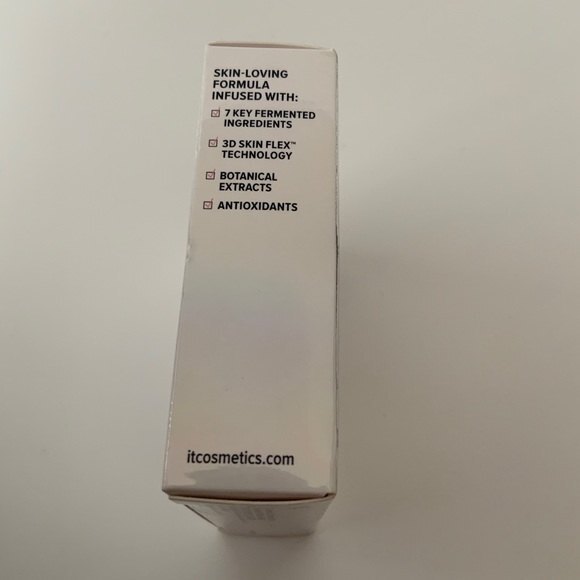 SKIN-LOVING
FORMULA
INFUSED WITH:
7 KEY FERMENTED
INGREDIENTS
3D SKIN FLEX™
TECHNOLOGY
BOTANICAL
EXTRACTS
ANTIOXIDANTS
itcosmetics.com